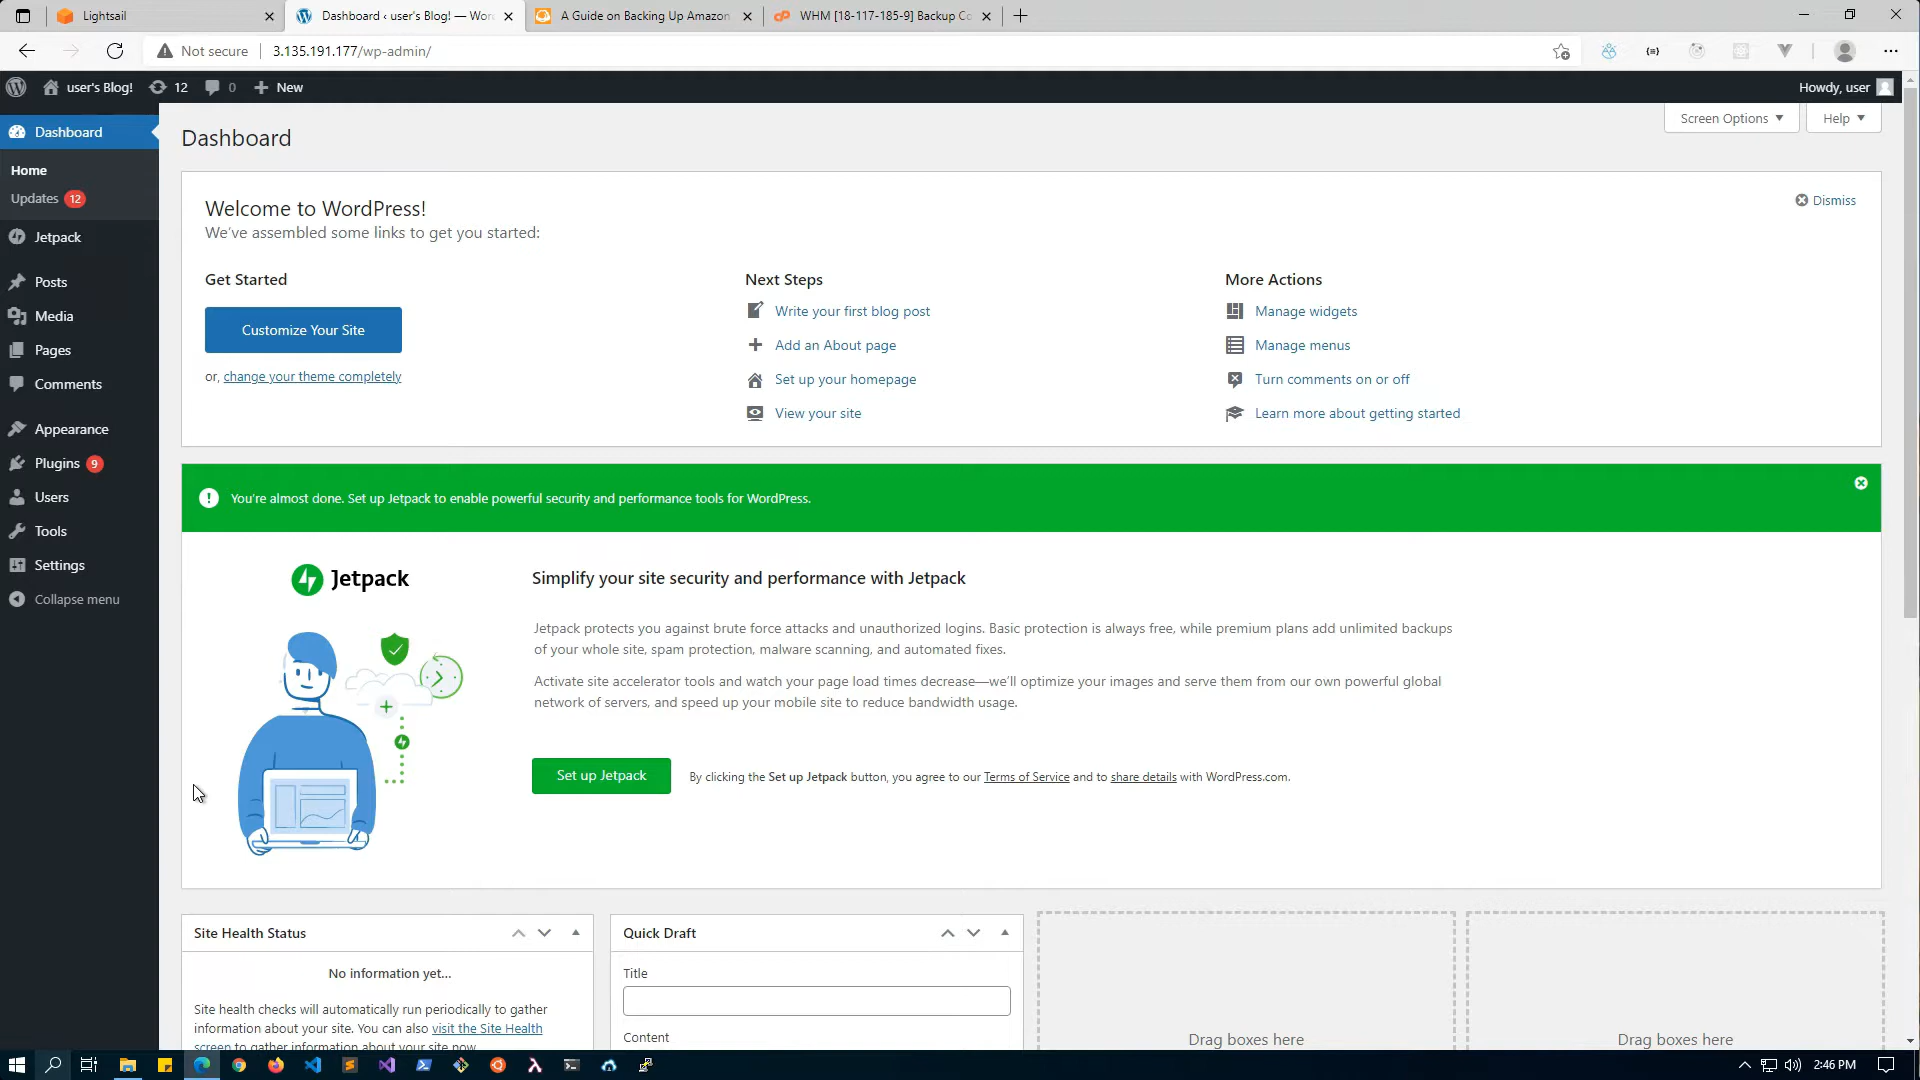 Lightsail
Dashboard ‹ user's Blog! — Wor
A Guide on Backing Up Amazon
WHM [18-117-185-9] Backup Co
Not secure
3.135.191.177/wp-admin/
user's Blog!
12
0
New
Howdy, user
Dashboard
Home
Updates 12
Jetpack
Posts
Media
Pages
Comments
Appearance
Plugins 9
Users
Tools
Settings
Collapse menu
Dashboard
Screen Options
Help
Welcome to WordPress!
Dismiss
We've assembled some links to get you started:
Get Started
Customize Your Site
or, change your theme completely
Next Steps
Write your first blog post
Add an About page
Set up your homepage
View your site
More Actions
Manage widgets
Manage menus
Turn comments on or off
Learn more about getting started
You're almost done. Set up Jetpack to enable powerful security and performance tools for WordPress.
Jetpack
Simplify your site security and performance with Jetpack
Jetpack protects you against brute force attacks and unauthorized logins. Basic protection is always free, while premium plans add unlimited backups
of your whole site, spam protection, malware scanning, and automated fixes.
Activate site accelerator tools and watch your page load times decrease—we'll optimize your images and serve them from our own powerful global
network of servers, and speed up your mobile site to reduce bandwidth usage.
Set up Jetpack
By clicking the Set up Jetpack button, you agree to our Terms of Service and to share details with WordPress.com.
Site Health Status
No information yet...
Site health checks will automatically run periodically to gather
information about your site. You can also visit the Site Health
screen to gather information about your site now.
Quick Draft
Title
Content
Drag boxes here
Drag boxes here
2:46 PM